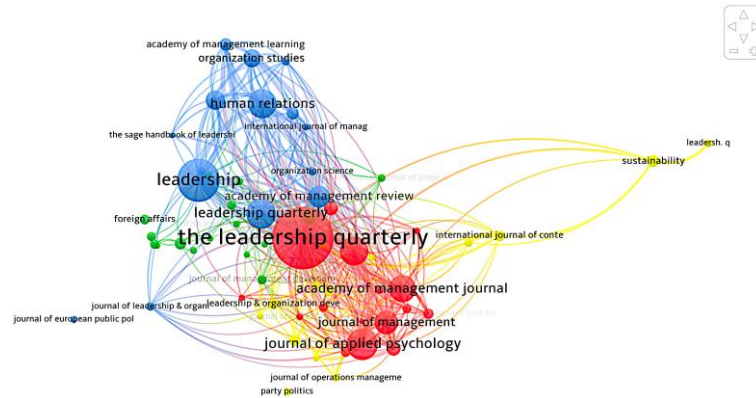 academy of management learning
organization studies
human relations
international journal of manag
the sage handbook of leadershi
leadersh. q
sustainability
organization science
leadership
academy of management review
leadership quarterly
foreign affairs
the leadership quarterly
international journal of conte
journal of management
academy of management journal
journal of leadership & organi
leadership & organization deve
journal of european public pol
journal of management
journal of applied psychology
journal of operations manageme
party politics